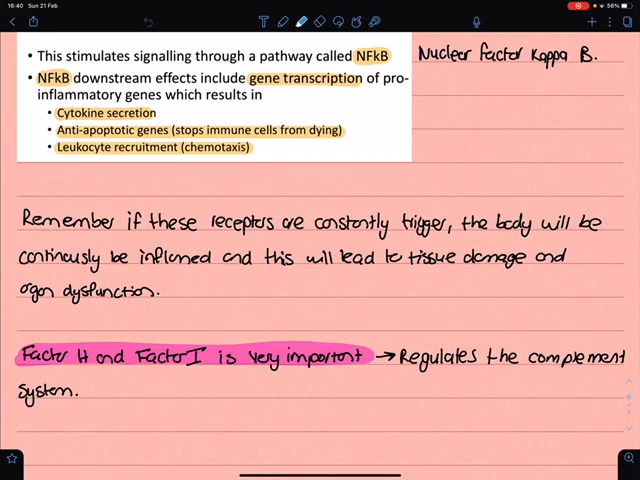 16:40 Sun 21 Feb
56%
• This stimulates signalling through a pathway called NFkB
Nuclear Factor Kappa B.
• NFkB downstream effects include gene transcription of pro-
inflammatory genes which results in
• Cytokine secretion
• Anti-apoptotic genes (stops immune cells from dying)
• Leukocyte recruitment (chemotaxis)
Remember if these receptors are constantly trigger, the body will be
continously be inflamed and this will lead to tissue damage and
organ dysfunction.
Factor H and Factor I is very important → Regulates the complement
system.